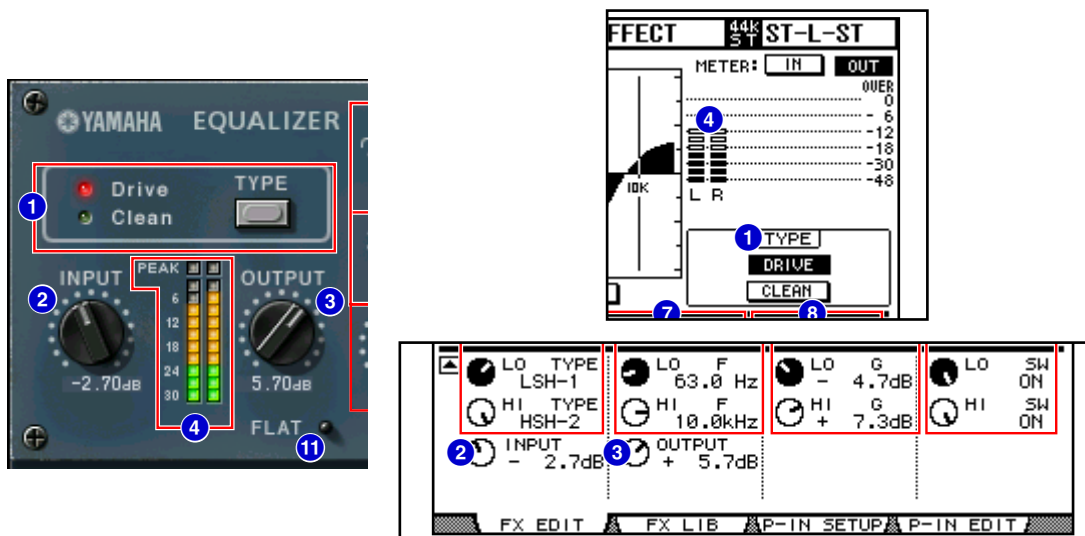 YAMAHA EQUALIZER
1
Drive
Clean
TYPE
2
INPUT
-2.70dB
PEAK
6
12
18
24
30
4
OUTPUT
3
5.70dB
FLAT
11
FFECT 44K ST ST-L-ST
METER: IN OUT
OVER
0
- 6
-12
-18
-30
-48
4
10K
L R
1 TYPE
DRIVE
CLEAN
7 8
LO TYPE
LSH-1
HI TYPE
HSH-2
LO F
63.0 Hz
HI F
10.0kHz
LO G
- 4.7dB
HI G
+ 7.3dB
LO SW
ON
HI SW
ON
2 INPUT
- 2.7dB
3 OUTPUT
+ 5.7dB
FX EDIT FX LIB P-IN SETUP P-IN EDIT